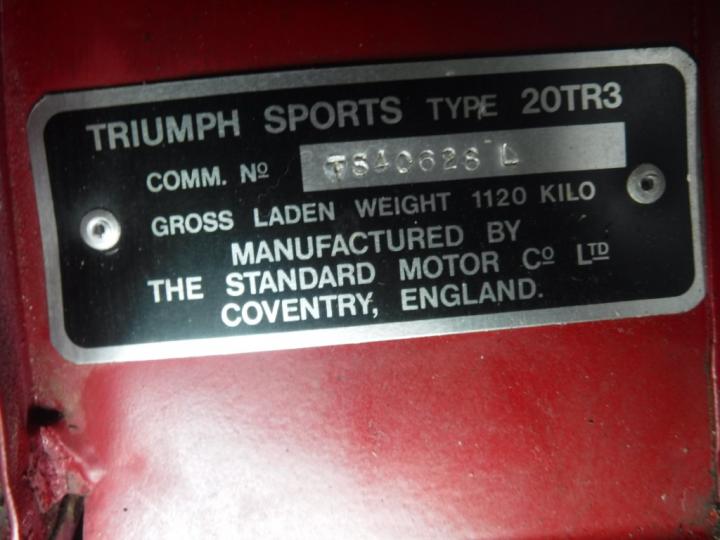 TRIUMPH SPORTS TYPE 20TR3
COMM. Nº TS40628 L
GROSS LADEN WEIGHT 1120 KILO
MANUFACTURED BY
THE STANDARD MOTOR Cº LTD
COVENTRY, ENGLAND.